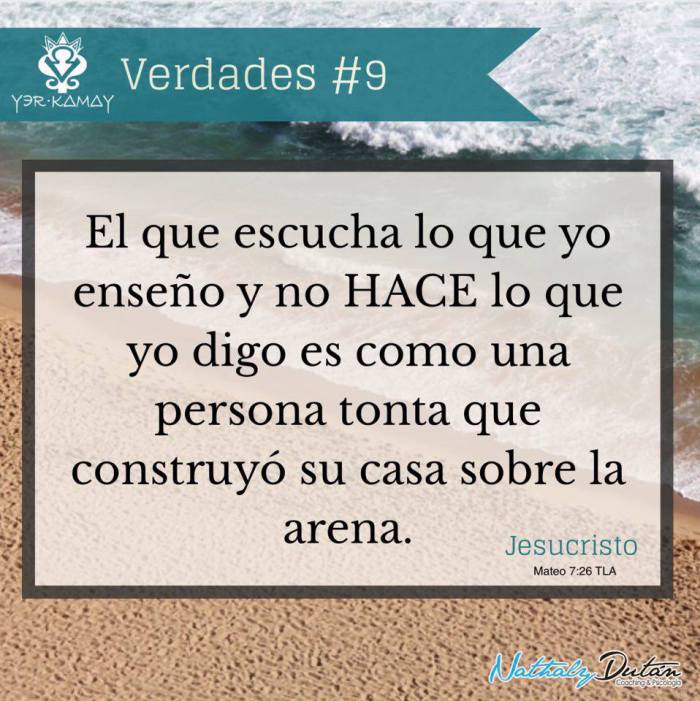 Verdades #9
YƏR·KAMAY
El que escucha lo que yo
enseño y no HACE lo que
yo digo es como una
persona tonta que
construyó su casa sobre la
arena.
Jesucristo
Mateo 7:26 TLA
Nathaly Dután
Coaching & Psicología